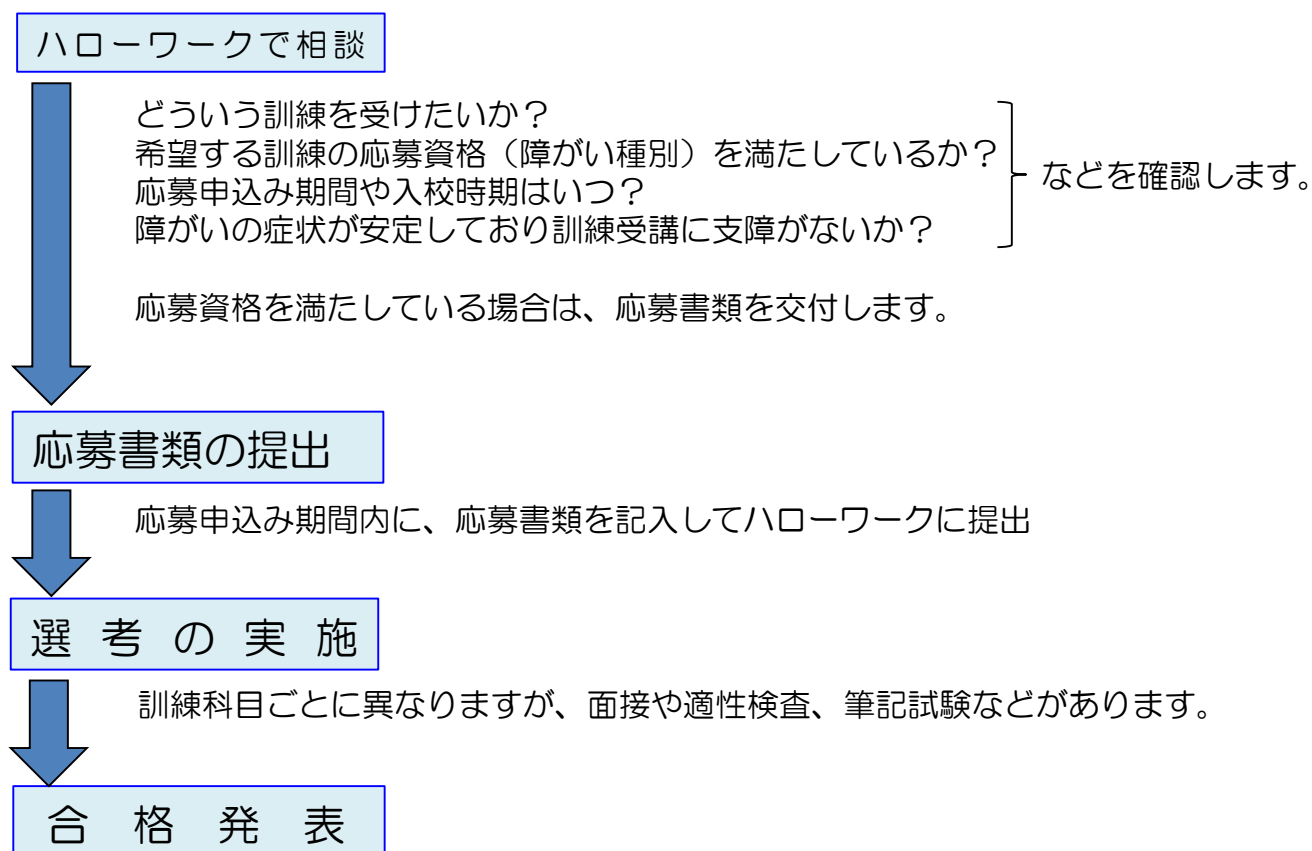 ハローワークで相談
どういう訓練を受けたいか？
希望する訓練の応募資格（障がい種別）を満たしているか？
応募申込み期間や入校時期はいつ？
障がいの症状が安定しており訓練受講に支障がないか？
などを確認します。
応募資格を満たしている場合は、応募書類を交付します。
応募書類の提出
応募申込み期間内に、応募書類を記入してハローワークに提出
選考の実施
訓練科目ごとに異なりますが、面接や適性検査、筆記試験などがあります。
合格発表